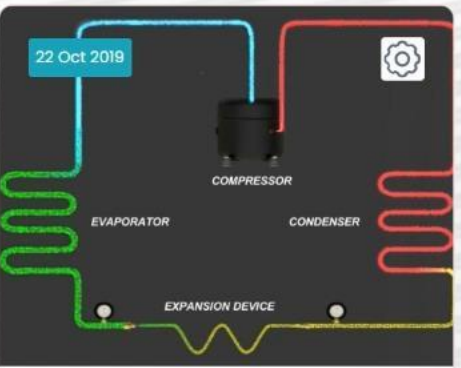 22 Oct 2019
COMPRESSOR
EVAPORATOR
CONDENSER
EXPANSION DEVICE